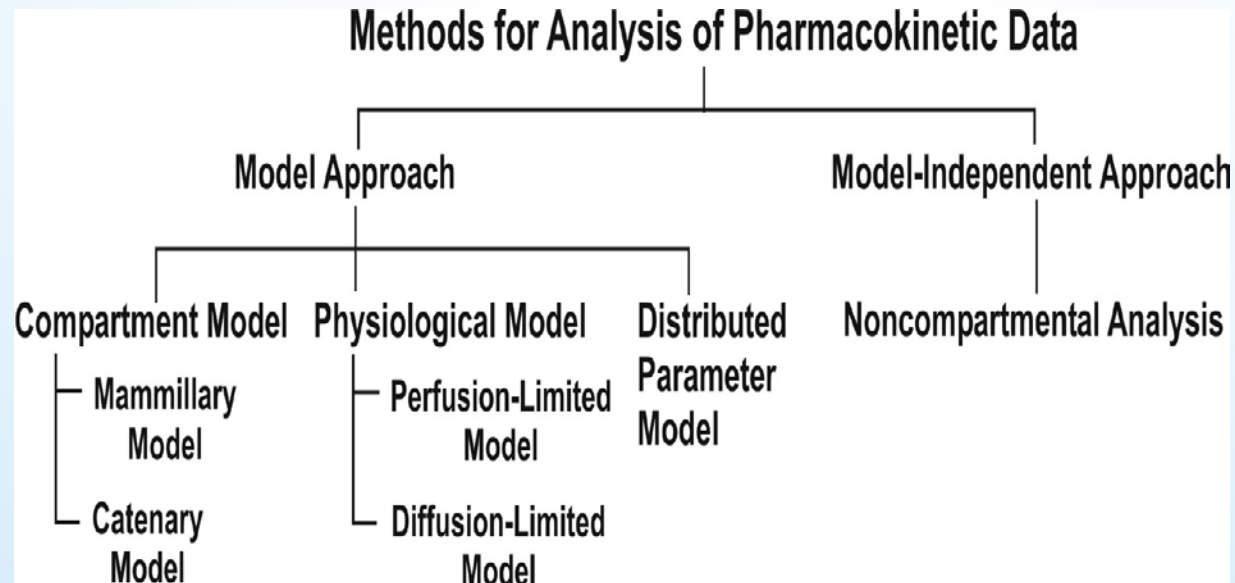 Methods for Analysis of Pharmacokinetic Data
Model Approach
Model-Independent Approach
Compartment Model
Physiological Model
Distributed
Parameter
Model
Noncompartmental Analysis
Mammillary
Model
Perfusion-Limited
Model
Catenary
Model
Diffusion-Limited
Model